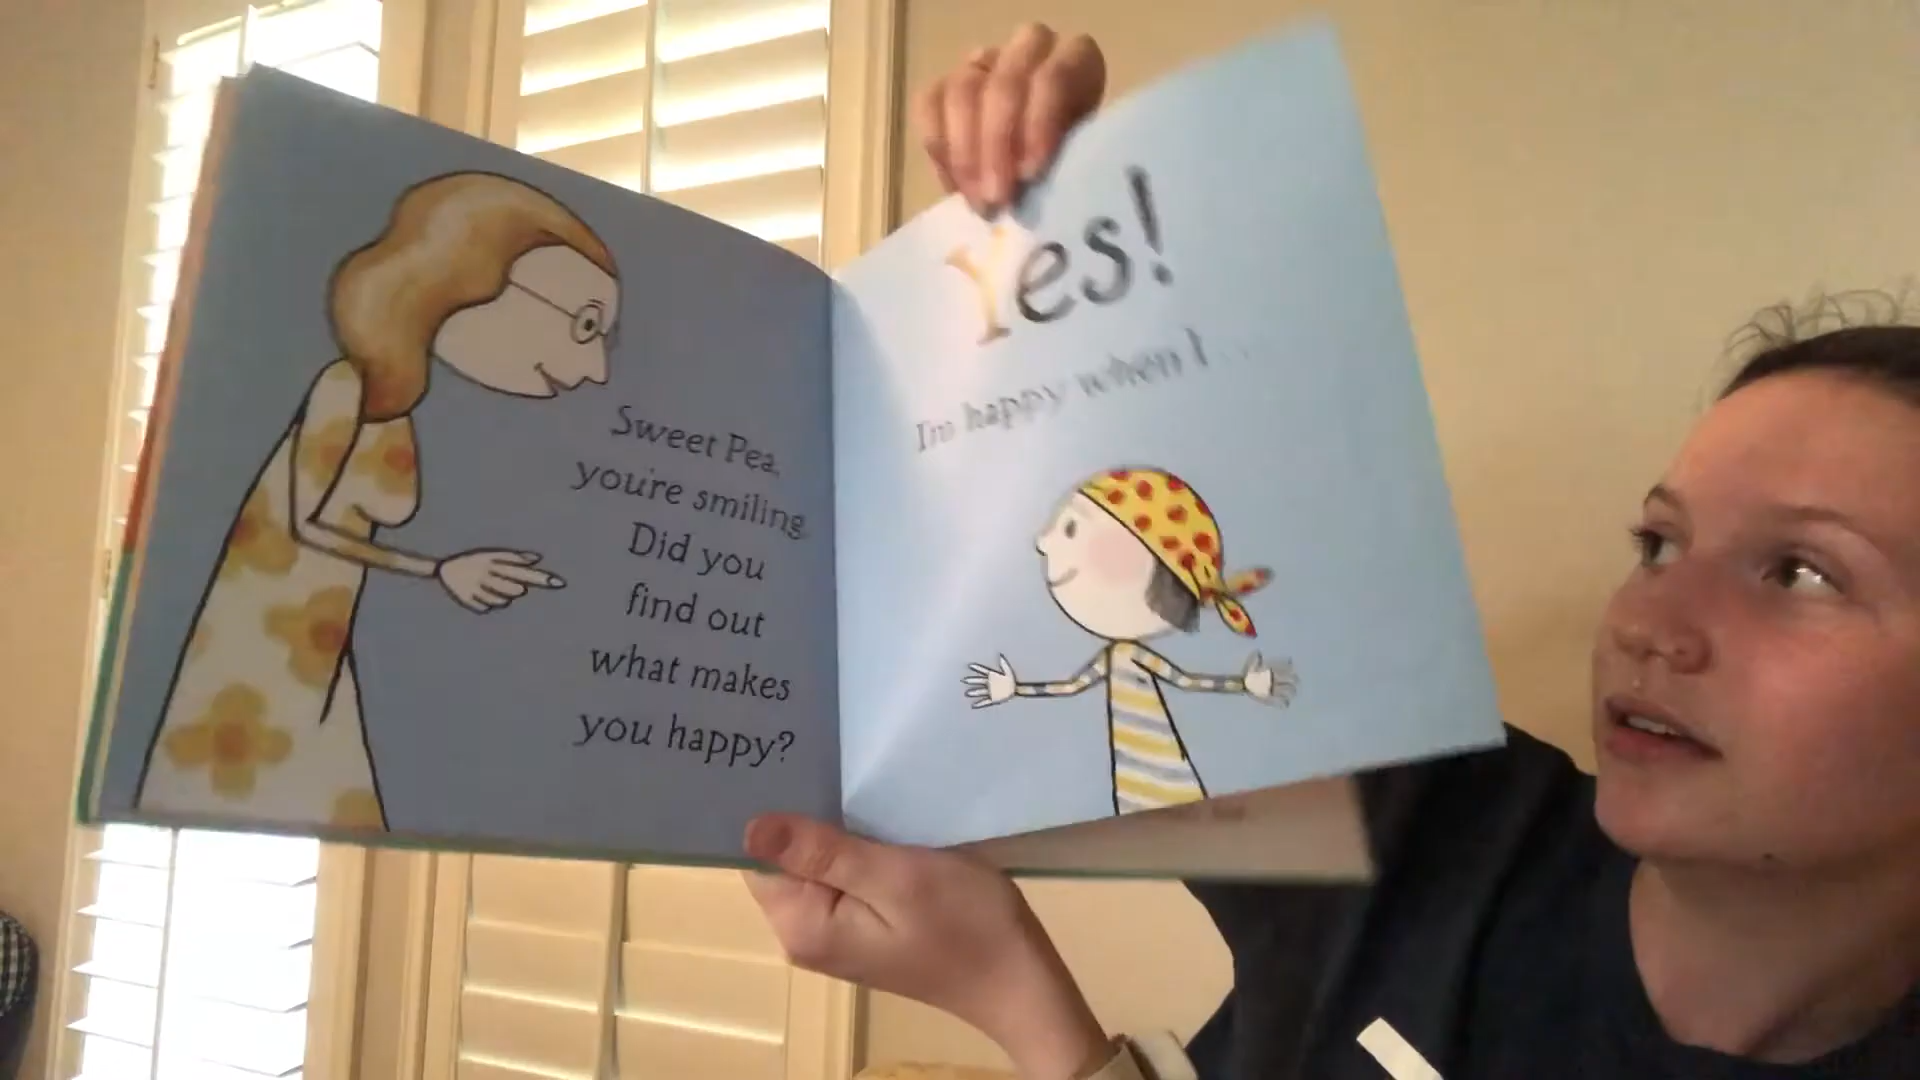 Sweet Pea,
you're smiling.
Did you
find out
what makes
you happy?
Yes!
I'm happy when I . . .